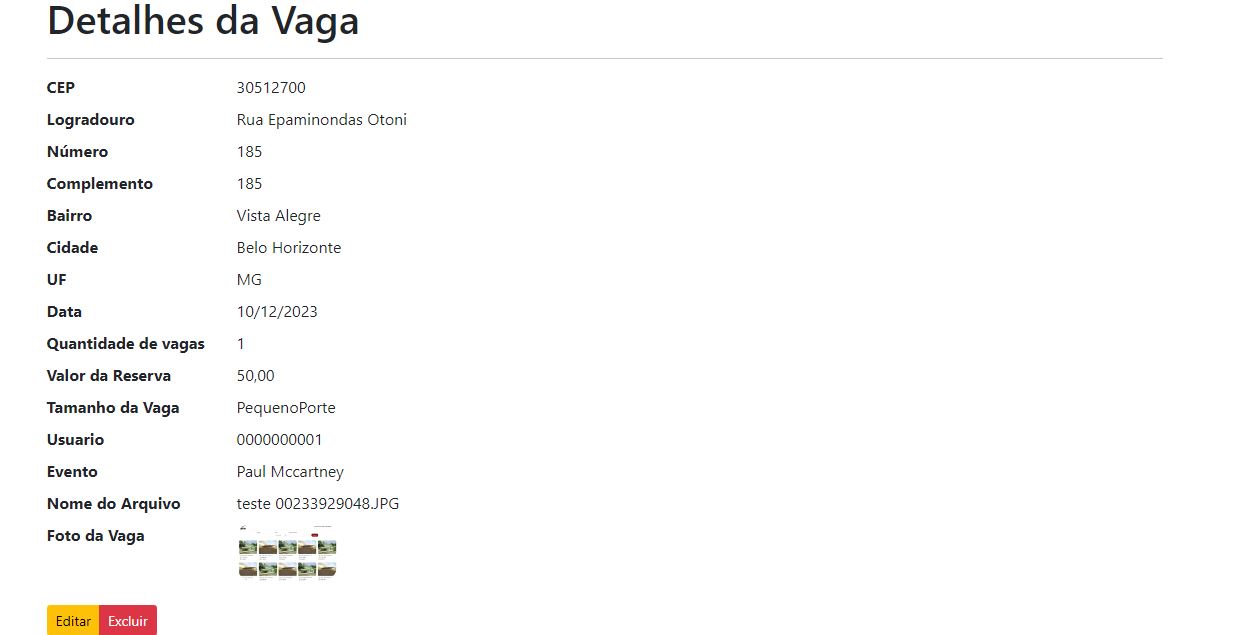 Detalhes da Vaga
CEP 30512700
Logradouro Rua Epaminondas Otoni
Número 185
Complemento 185
Bairro Vista Alegre
Cidade Belo Horizonte
UF MG
Data 10/12/2023
Quantidade de vagas 1
Valor da Reserva 50,00
Tamanho da Vaga PequenoPorte
Usuario 0000000001
Evento Paul Mccartney
Nome do Arquivo teste 00233929048.JPG
Foto da Vaga
Editar Excluir